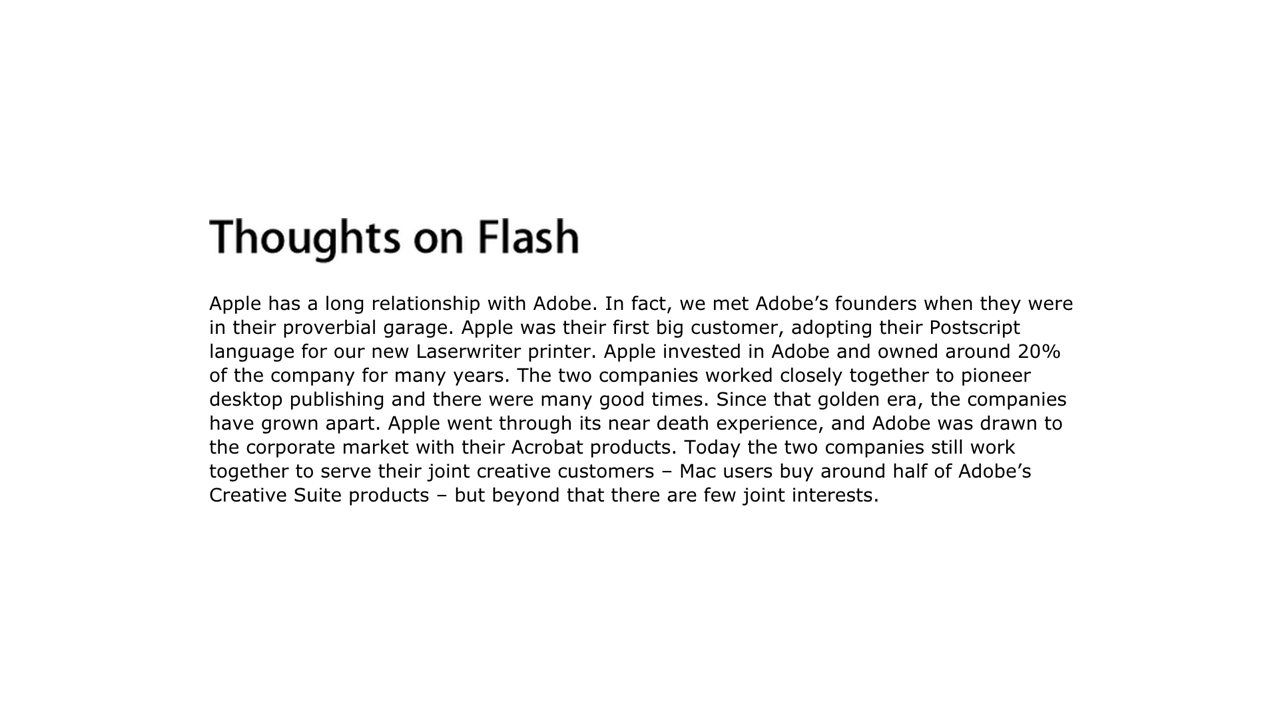 Thoughts on Flash
Apple has a long relationship with Adobe. In fact, we met Adobe’s founders when they were
in their proverbial garage. Apple was their first big customer, adopting their Postscript
language for our new Laserwriter printer. Apple invested in Adobe and owned around 20%
of the company for many years. The two companies worked closely together to pioneer
desktop publishing and there were many good times. Since that golden era, the companies
have grown apart. Apple went through its near death experience, and Adobe was drawn to
the corporate market with their Acrobat products. Today the two companies still work
together to serve their joint creative customers – Mac users buy around half of Adobe’s
Creative Suite products – but beyond that there are few joint interests.